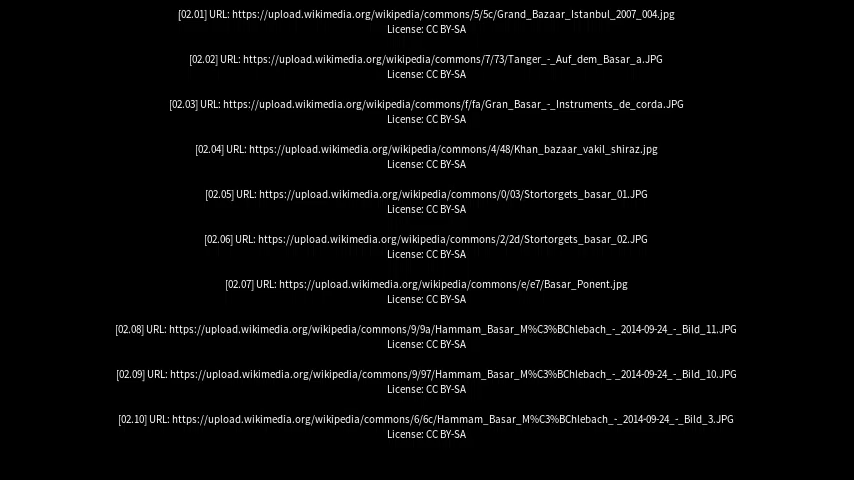 [02.01] URL: https://upload.wikimedia.org/wikipedia/commons/5/5c/Grand_Bazaar_Istanbul_2007_004.jpg
License: CC BY-SA
[02.02] URL: https://upload.wikimedia.org/wikipedia/commons/7/73/Tanger_-_Auf_dem_Basar_a.JPG
License: CC BY-SA
[02.03] URL: https://upload.wikimedia.org/wikipedia/commons/f/fa/Gran_Basar_-_Instruments_de_corda.JPG
License: CC BY-SA
[02.04] URL: https://upload.wikimedia.org/wikipedia/commons/4/48/Khan_bazaar_vakil_shiraz.jpg
License: CC BY-SA
[02.05] URL: https://upload.wikimedia.org/wikipedia/commons/0/03/Stortorgets_basar_01.JPG
License: CC BY-SA
[02.06] URL: https://upload.wikimedia.org/wikipedia/commons/2/2d/Stortorgets_basar_02.JPG
License: CC BY-SA
[02.07] URL: https://upload.wikimedia.org/wikipedia/commons/e/e7/Basar_Ponent.jpg
License: CC BY-SA
[02.08] URL: https://upload.wikimedia.org/wikipedia/commons/9/9a/Hammam_Basar_M%C3%BChlebach_-_2014-09-24_-_Bild_11.JPG
License: CC BY-SA
[02.09] URL: https://upload.wikimedia.org/wikipedia/commons/9/97/Hammam_Basar_M%C3%BChlebach_-_2014-09-24_-_Bild_10.JPG
License: CC BY-SA
[02.10] URL: https://upload.wikimedia.org/wikipedia/commons/6/6c/Hammam_Basar_M%C3%BChlebach_-_2014-09-24_-_Bild_3.JPG
License: CC BY-SA